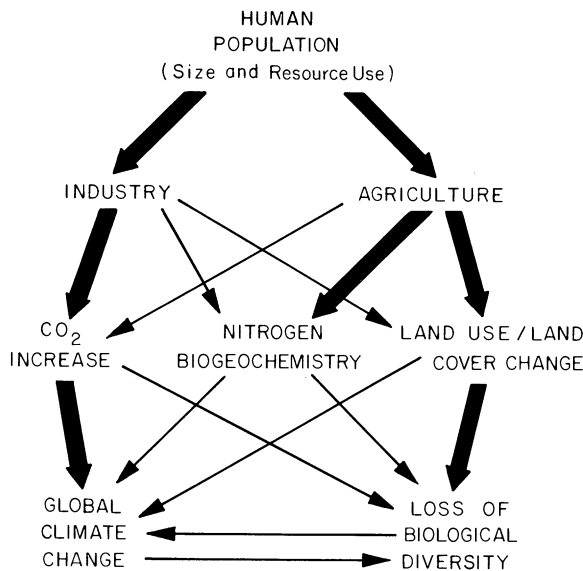 HUMAN
POPULATION
(Size and Resource Use)
INDUSTRY
AGRICULTURE
CO₂
INCREASE
NITROGEN
BIOGEOCHEMISTRY
LAND USE/LAND
COVER CHANGE
GLOBAL
CLIMATE
CHANGE
LOSS OF
BIOLOGICAL
DIVERSITY